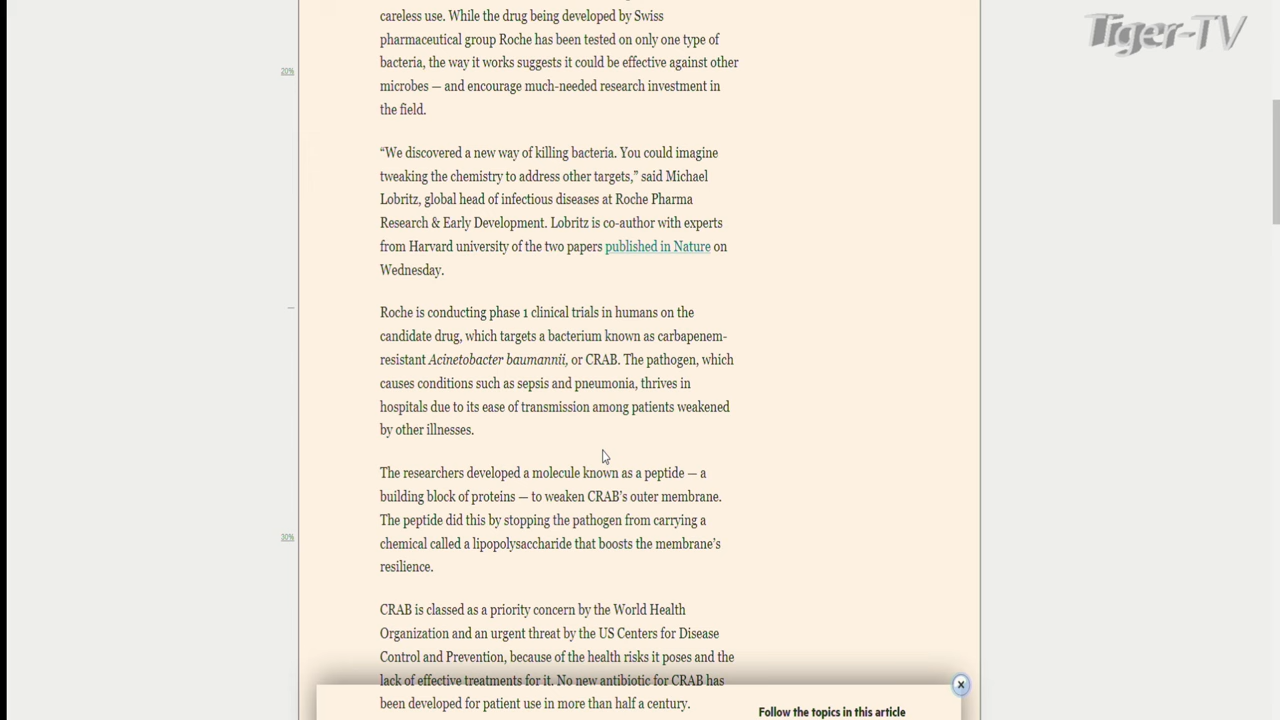 Tiger-TV
careless use. While the drug being developed by Swiss
pharmaceutical group Roche has been tested on only one type of
20%
bacteria, the way it works suggests it could be effective against other
microbes — and encourage much-needed research investment in
the field.
“We discovered a new way of killing bacteria. You could imagine
tweaking the chemistry to address other targets,” said Michael
Lobritz, global head of infectious diseases at Roche Pharma
Research & Early Development. Lobritz is co-author with experts
from Harvard university of the two papers published in Nature on
Wednesday.
Roche is conducting phase 1 clinical trials in humans on the
candidate drug, which targets a bacterium known as carbapenem-
resistant Acinetobacter baumannii, or CRAB. The pathogen, which
causes conditions such as sepsis and pneumonia, thrives in
hospitals due to its ease of transmission among patients weakened
by other illnesses.
The researchers developed a molecule known as a peptide — a
building block of proteins — to weaken CRAB’s outer membrane.
The peptide did this by stopping the pathogen from carrying a
30%
chemical called a lipopolysaccharide that boosts the membrane’s
resilience.
CRAB is classed as a priority concern by the World Health
Organization and an urgent threat by the US Centers for Disease
Control and Prevention, because of the health risks it poses and the
lack of effective treatments for it. No new antibiotic for CRAB has
been developed for patient use in more than half a century.
Follow the topics in this article